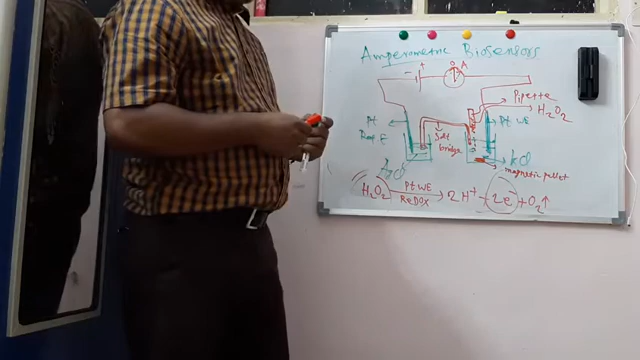 Amperometric Biosensors
- + A
Pipette
H2O2
Pt
Ref E
Pt WE
Salt
bridge
kcl
kcl
magnetic pellet
H2O2 Pt WE ReDOX → 2H+ - 2e + O2↑